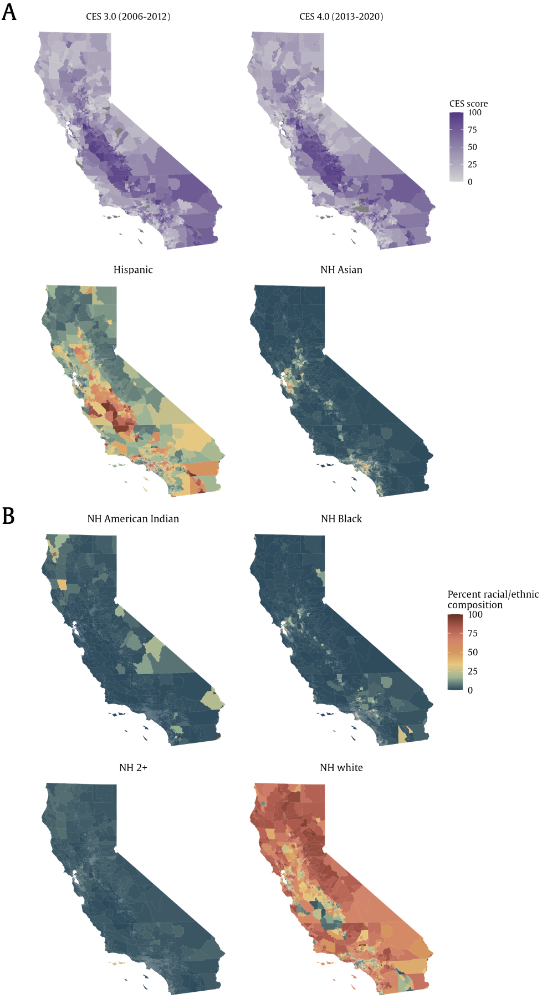 A
CES 3.0 (2006-2012)
CES 4.0 (2013-2020)
CES score
100
75
50
25
0
Hispanic
NH Asian
B
NH American Indian
NH Black
Percent racial/ethnic
composition
100
75
50
25
0
NH 2+
NH white